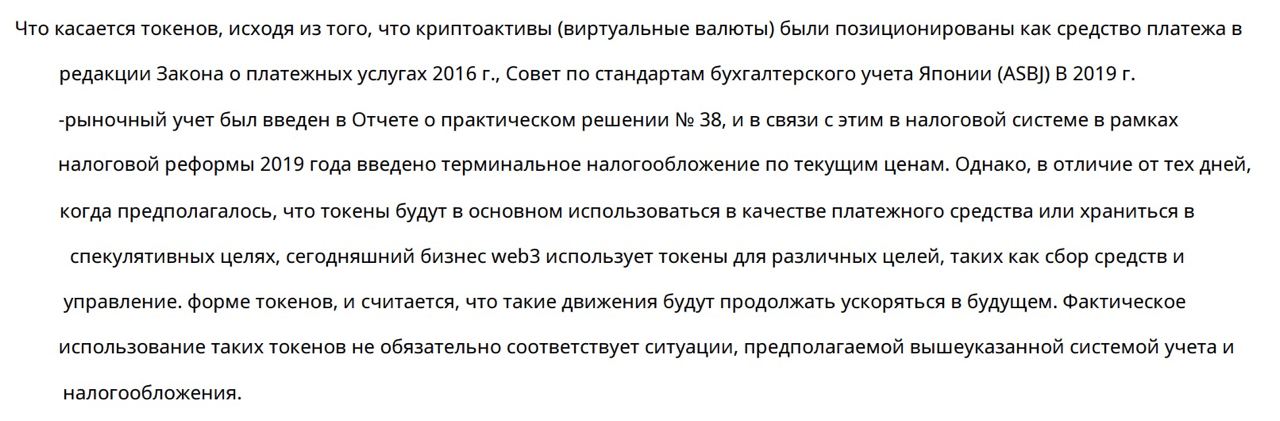 Что касается токенов, исходя из того, что криптоактивы (виртуальные валюты) были позиционированы как средство платежа в
редакции Закона о платежных услугах 2016 г., Совет по стандартам бухгалтерского учета Японии (ASBJ) В 2019 г.
-рыночный учет был введен в Отчете о практическом решении № 38, и в связи с этим в налоговой системе в рамках
налоговой реформы 2019 года введено терминальное налогообложение по текущим ценам. Однако, в отличие от тех дней,
когда предполагалось, что токены будут в основном использоваться в качестве платежного средства или храниться в
спекулятивных целях, сегодняшний бизнес web3 использует токены для различных целей, таких как сбор средств и
управление. форме токенов, и считается, что такие движения будут продолжать ускоряться в будущем. Фактическое
использование таких токенов не обязательно соответствует ситуации, предполагаемой вышеуказанной системой учета и
налогообложения.